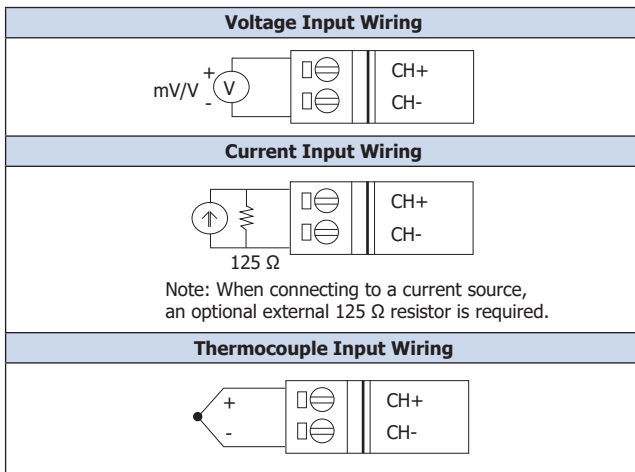 Voltage Input Wiring
mV/V
+
-
V
CH+
CH-
Current Input Wiring
CH+
CH-
125 Ω
Note: When connecting to a current source,
an optional external 125 Ω resistor is required.
Thermocouple Input Wiring
+
-
CH+
CH-